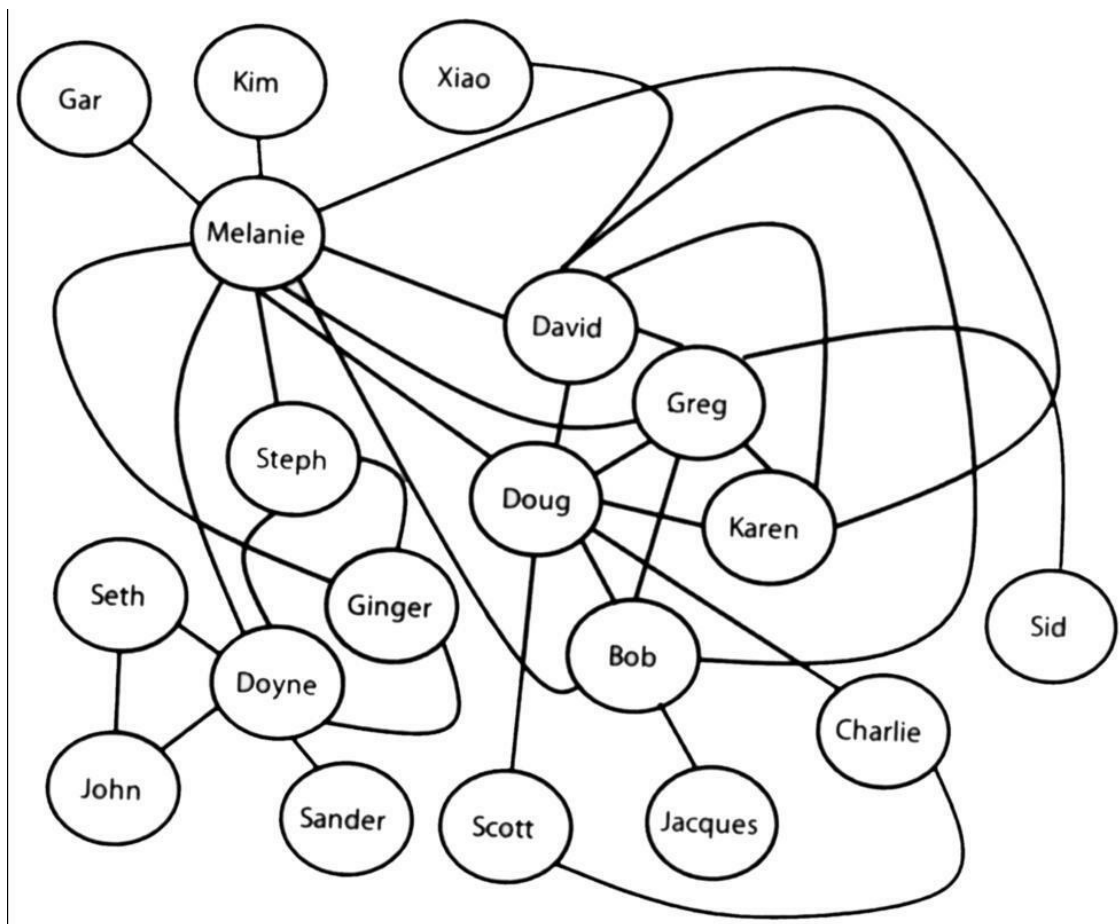 Gar
Kim
Xiao
Melanie
David
Greg
Steph
Doug
Karen
Seth
Ginger
Sid
Bob
Doyne
Charlie
John
Sander
Scott
Jacques